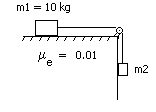 m1 = 10 kg
μe = 0.01
m2